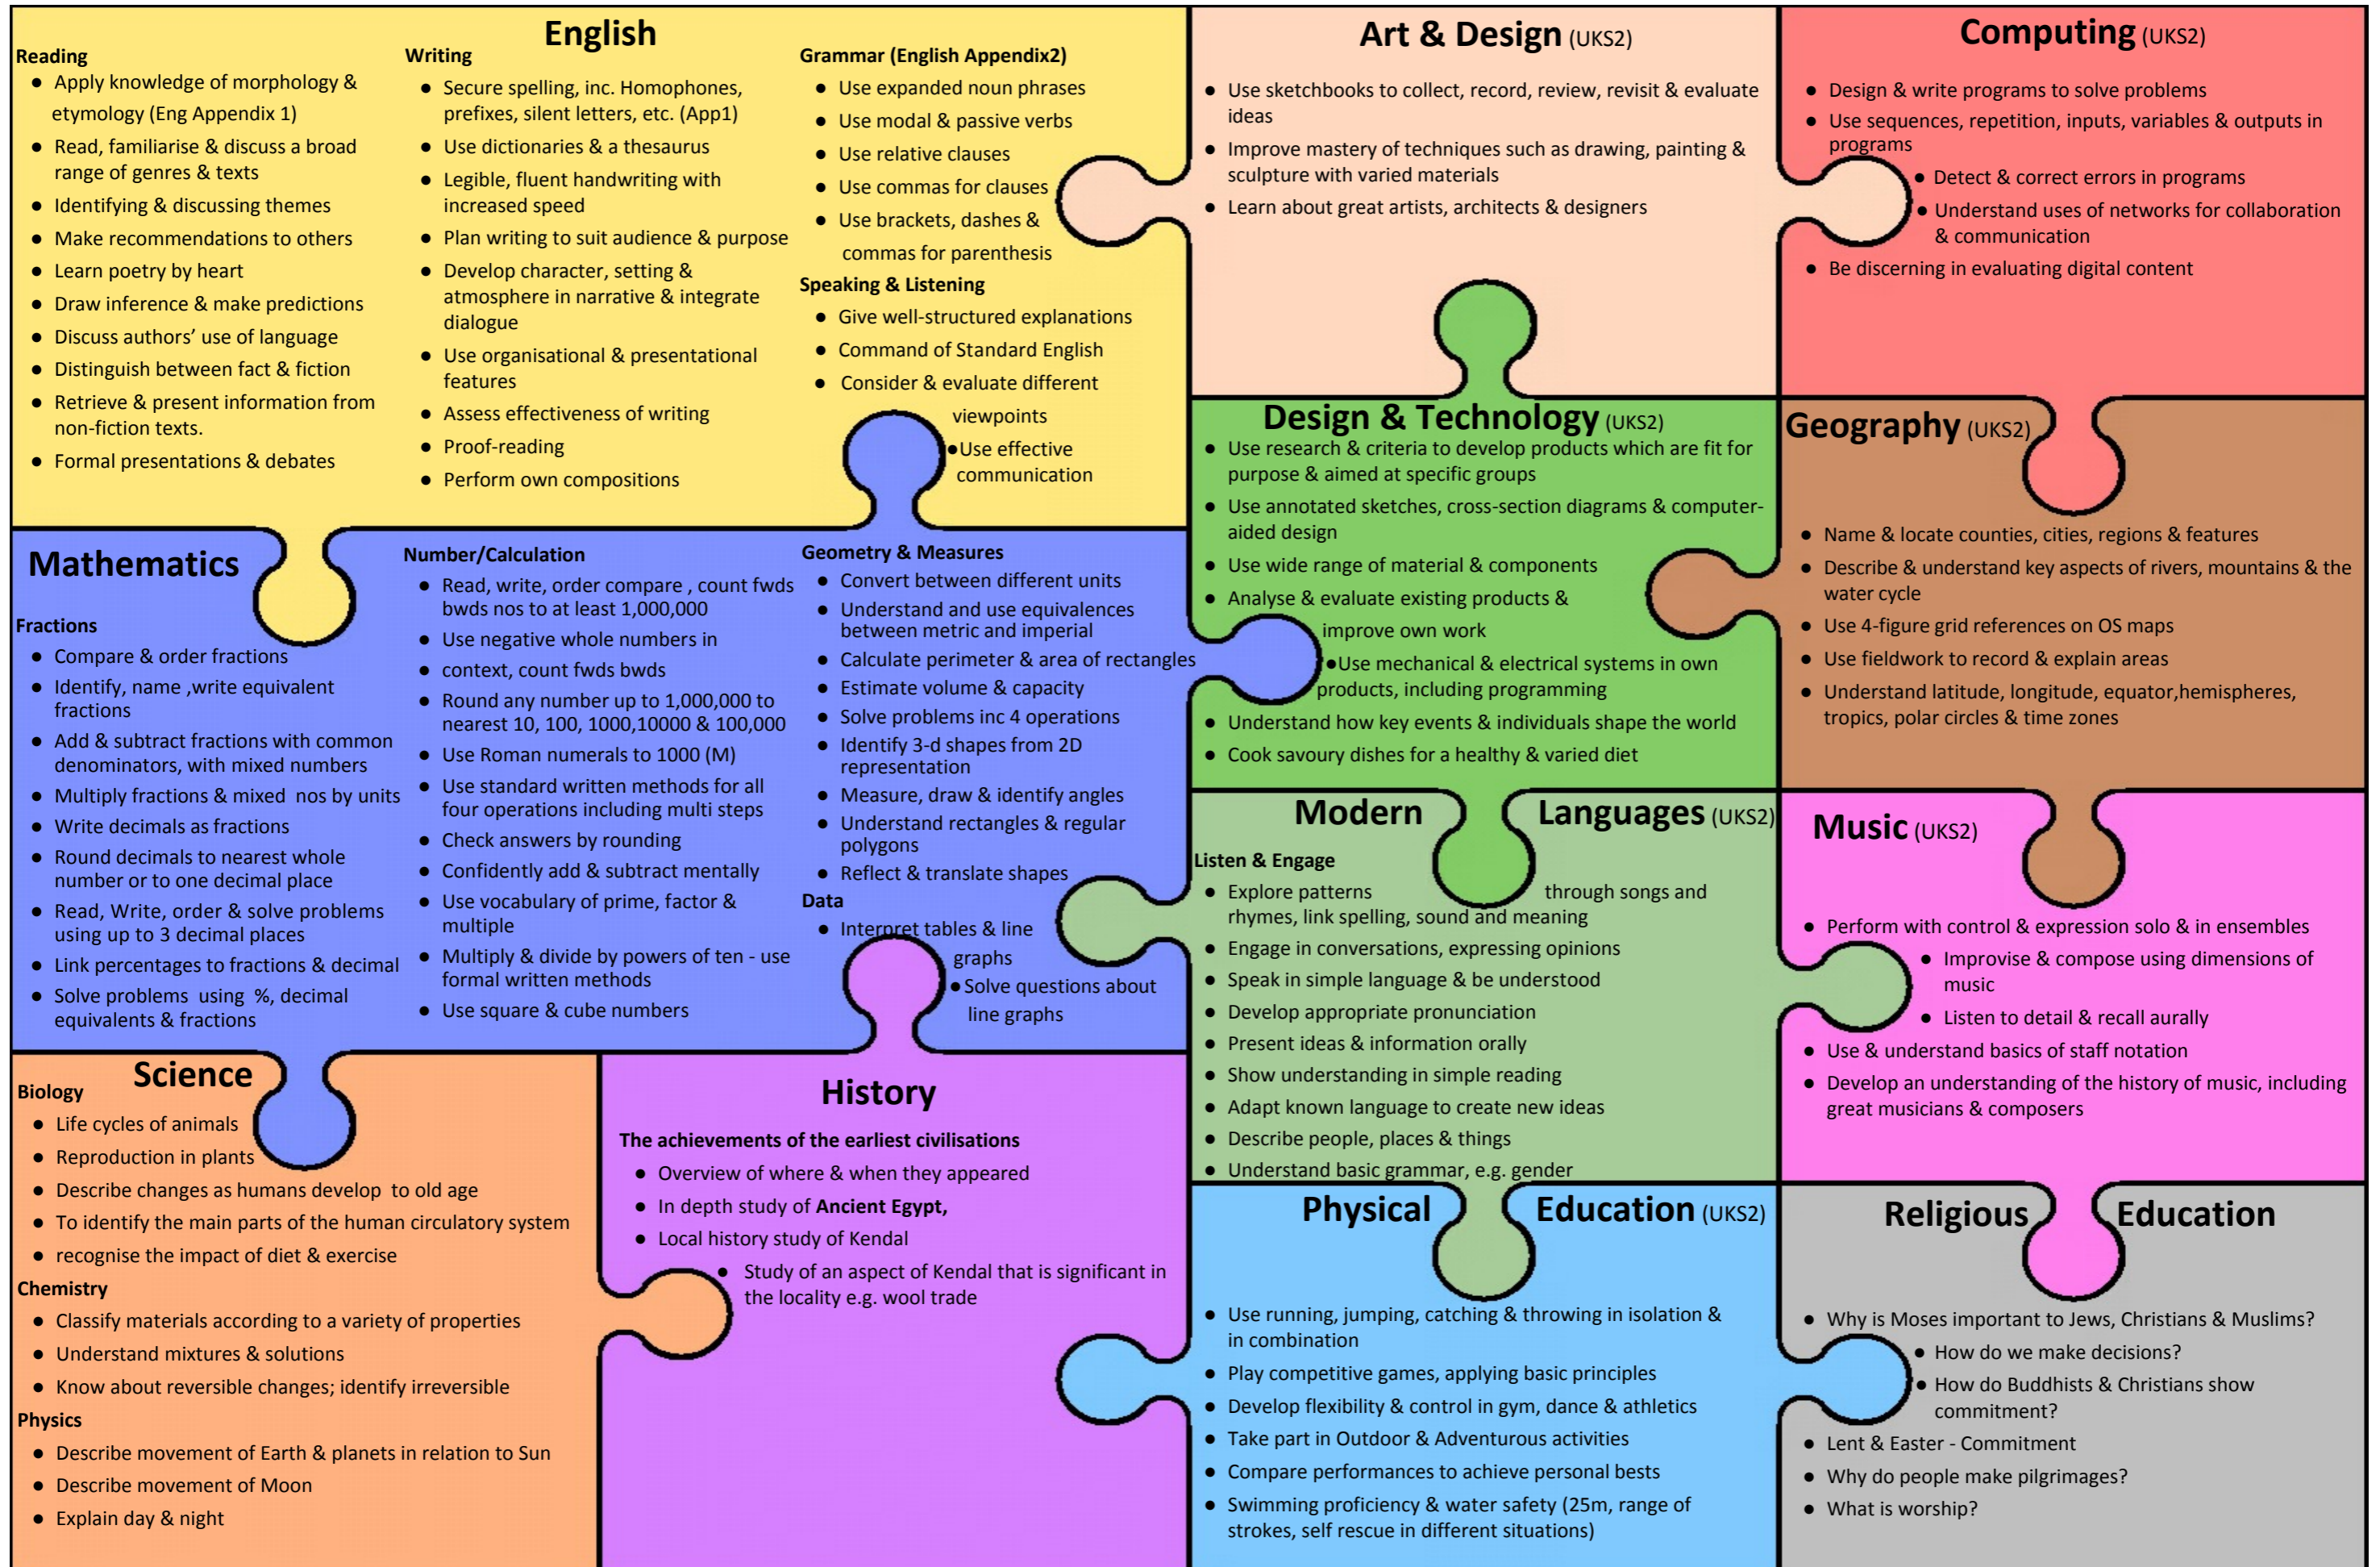 English
Reading
● Apply knowledge of morphology &
etymology (Eng Appendix 1)
● Read, familiarise & discuss a broad
range of genres & texts
● Identifying & discussing themes
● Make recommendations to others
● Learn poetry by heart
● Draw inference & make predictions
● Discuss authors’ use of language
● Distinguish between fact & fiction
● Retrieve & present information from
non-fiction texts.
● Formal presentations & debates
Writing
● Secure spelling, inc. Homophones,
prefixes, silent letters, etc. (App1)
● Use dictionaries & a thesaurus
● Legible, fluent handwriting with
increased speed
● Plan writing to suit audience & purpose
● Develop character, setting &
atmosphere in narrative & integrate
dialogue
● Use organisational & presentational
features
● Assess effectiveness of writing
● Proof-reading
● Perform own compositions
Grammar (English Appendix2)
● Use expanded noun phrases
● Use modal & passive verbs
● Use relative clauses
● Use commas for clauses
● Use brackets, dashes &
commas for parenthesis
Speaking & Listening
● Give well-structured explanations
● Command of Standard English
● Consider & evaluate different
viewpoints
●Use effective
communication
Art & Design (UKS2)
● Use sketchbooks to collect, record, review, revisit & evaluate
ideas
● Improve mastery of techniques such as drawing, painting &
sculpture with varied materials
● Learn about great artists, architects & designers
Computing (UKS2)
● Design & write programs to solve problems
● Use sequences, repetition, inputs, variables & outputs in
programs
● Detect & correct errors in programs
● Understand uses of networks for collaboration
& communication
● Be discerning in evaluating digital content
Mathematics
Fractions
● Compare & order fractions
● Identify, name ,write equivalent
fractions
● Add & subtract fractions with common
denominators, with mixed numbers
● Multiply fractions & mixed nos by units
● Write decimals as fractions
● Round decimals to nearest whole
number or to one decimal place
● Read, Write, order & solve problems
using up to 3 decimal places
● Link percentages to fractions & decimal
● Solve problems using %, decimal
equivalents & fractions
Number/Calculation
● Read, write, order compare , count fwds
bwds nos to at least 1,000,000
● Use negative whole numbers in
● context, count fwds bwds
● Round any number up to 1,000,000 to
nearest 10, 100, 1000,10000 & 100,000
● Use Roman numerals to 1000 (M)
● Use standard written methods for all
four operations including multi steps
● Check answers by rounding
● Confidently add & subtract mentally
● Use vocabulary of prime, factor &
multiple
● Multiply & divide by powers of ten - use
formal written methods
● Use square & cube numbers
Geometry & Measures
● Convert between different units
● Understand and use equivalences
between metric and imperial
● Calculate perimeter & area of rectangles
● Estimate volume & capacity
● Solve problems inc 4 operations
● Identify 3-d shapes from 2D
representation
● Measure, draw & identify angles
● Understand rectangles & regular
polygons
● Reflect & translate shapes
Data
● Interpret tables & line
graphs
● Solve questions about
line graphs
Design & Technology (UKS2)
● Use research & criteria to develop products which are fit for
purpose & aimed at specific groups
● Use annotated sketches, cross-section diagrams & computer-
aided design
● Use wide range of material & components
● Analyse & evaluate existing products &
improve own work
●Use mechanical & electrical systems in own
products, including programming
● Understand how key events & individuals shape the world
● Cook savoury dishes for a healthy & varied diet
Geography (UKS2)
● Name & locate counties, cities, regions & features
● Describe & understand key aspects of rivers, mountains & the
water cycle
● Use 4-figure grid references on OS maps
● Use fieldwork to record & explain areas
● Understand latitude, longitude, equator,hemispheres,
tropics, polar circles & time zones
Modern Languages (UKS2)
Listen & Engage
● Explore patterns through songs and
rhymes, link spelling, sound and meaning
● Engage in conversations, expressing opinions
● Speak in simple language & be understood
● Develop appropriate pronunciation
● Present ideas & information orally
● Show understanding in simple reading
● Adapt known language to create new ideas
● Describe people, places & things
● Understand basic grammar, e.g. gender
Music (UKS2)
● Perform with control & expression solo & in ensembles
● Improvise & compose using dimensions of
music
● Listen to detail & recall aurally
● Use & understand basics of staff notation
● Develop an understanding of the history of music, including
great musicians & composers
Science
Biology
● Life cycles of animals
● Reproduction in plants
● Describe changes as humans develop to old age
● To identify the main parts of the human circulatory system
● recognise the impact of diet & exercise
Chemistry
● Classify materials according to a variety of properties
● Understand mixtures & solutions
● Know about reversible changes; identify irreversible
Physics
● Describe movement of Earth & planets in relation to Sun
● Describe movement of Moon
● Explain day & night
History
The achievements of the earliest civilisations
● Overview of where & when they appeared
● In depth study of Ancient Egypt,
● Local history study of Kendal
● Study of an aspect of Kendal that is significant in
the locality e.g. wool trade
Physical Education (UKS2)
● Use running, jumping, catching & throwing in isolation &
in combination
● Play competitive games, applying basic principles
● Develop flexibility & control in gym, dance & athletics
● Take part in Outdoor & Adventurous activities
● Compare performances to achieve personal bests
● Swimming proficiency & water safety (25m, range of
strokes, self rescue in different situations)
Religious Education
● Why is Moses important to Jews, Christians & Muslims?
● How do we make decisions?
● How do Buddhists & Christians show
commitment?
● Lent & Easter - Commitment
● Why do people make pilgrimages?
● What is worship?